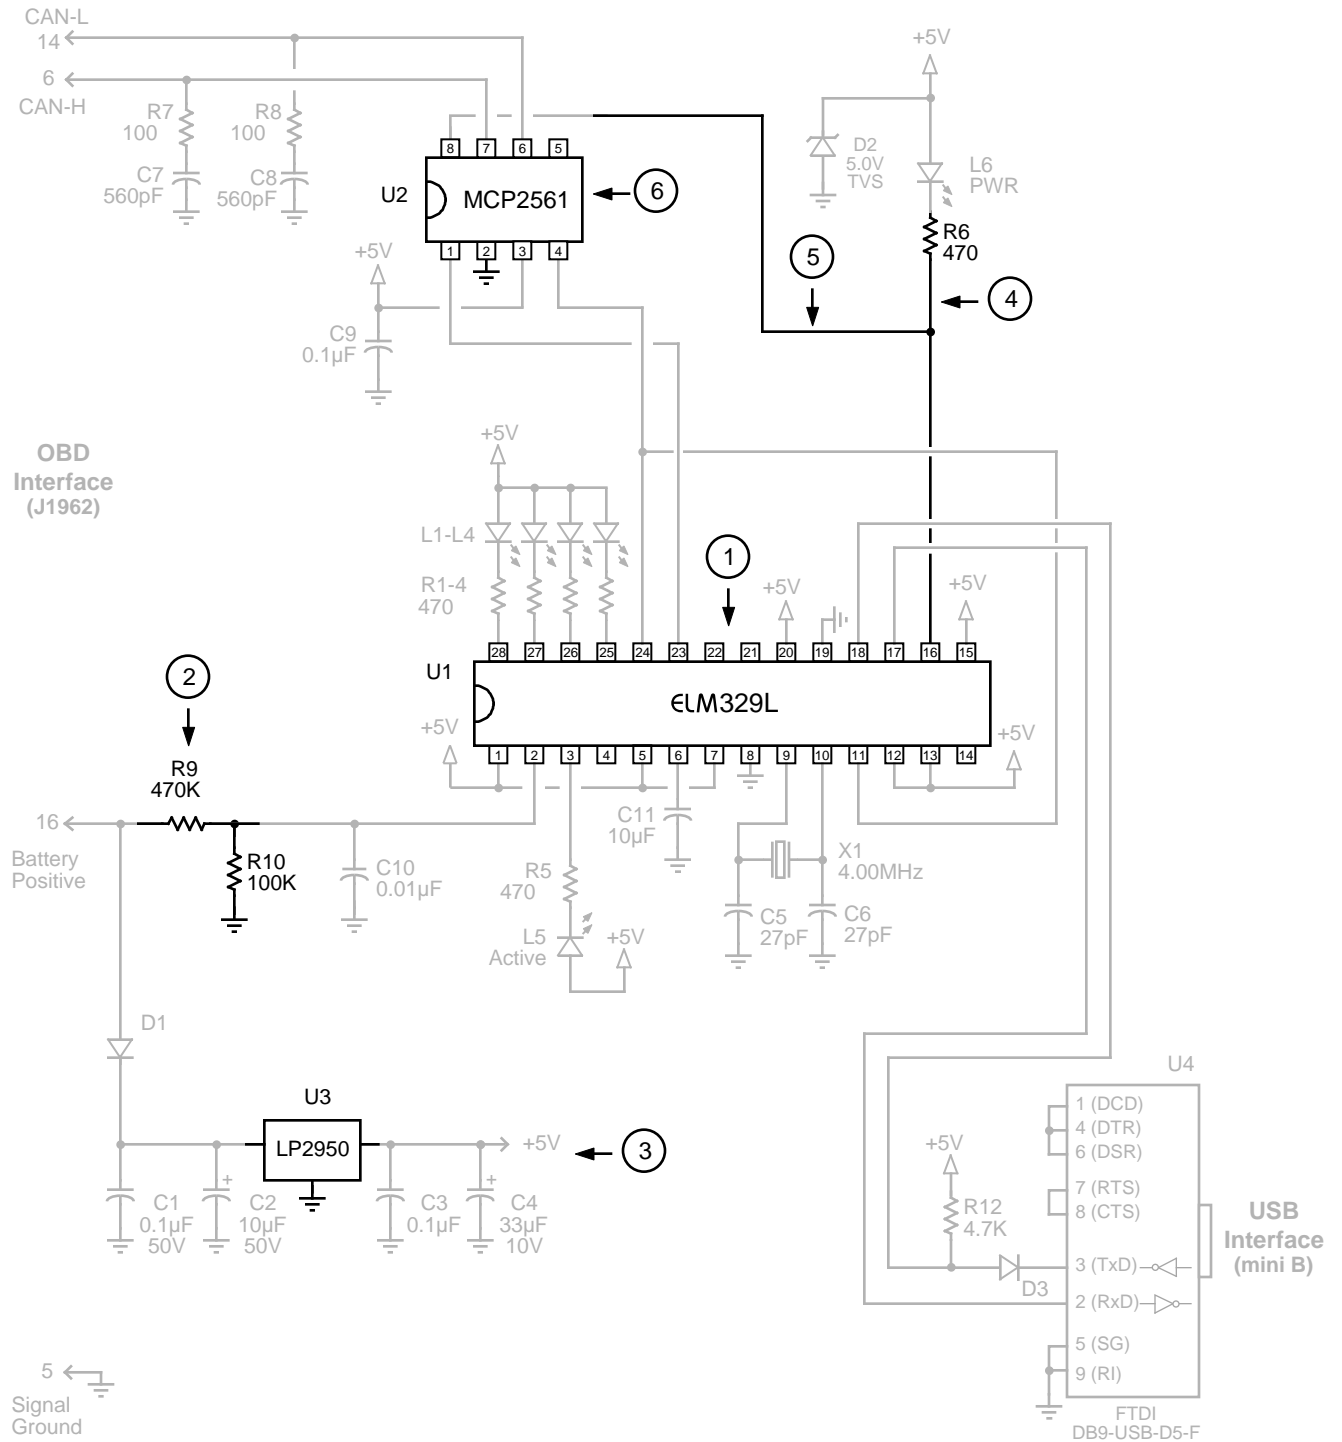 CAN-L
14
6
CAN-H
R7
100
R8
100
C7
560pF
C8
560pF
8 7 6 5
U2
MCP2561
6
1 2 3 4
+5V
D2
5.0V
TVS
L6
PWR
R6
470
5
4
+5V
C9
0.1µF
OBD
Interface
(J1962)
+5V
L1-L4
R1-4
470
1
+5V
+5V
28 27 26 25 24 23 22 21 20 19 18 17 16 15
U1
ELM329L
1 2 3 4 5 6 7 8 9 10 11 12 13 14
+5V
+5V
2
R9
470K
16
Battery
Positive
R10
100K
C10
0.01µF
R5
470
L5
Active
+5V
C11
10µF
X1
4.00MHz
C5
27pF
C6
27pF
D1
U3
LP2950
+5V
3
C1
0.1µF
50V
+
C2
10µF
50V
C3
0.1µF
+
C4
33µF
10V
U4
1 (DCD)
4 (DTR)
6 (DSR)
7 (RTS)
8 (CTS)
3 (TxD)
2 (RxD)
5 (SG)
9 (RI)
+5V
R12
4.7K
D3
USB
Interface
(mini B)
FTDI
DB9-USB-D5-F
5
Signal
Ground